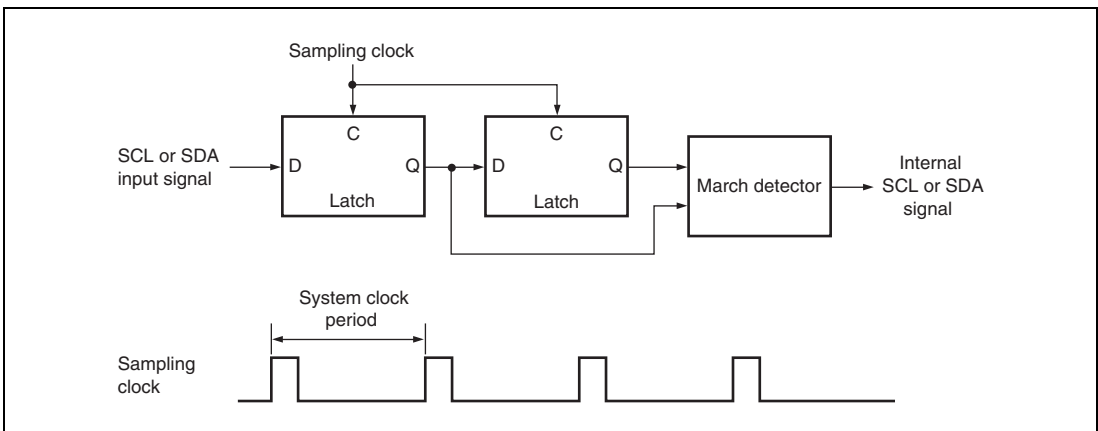 Sampling clock
SCL or SDA
input signal
C
D
Q
Latch
C
D
Q
Latch
March detector
Internal
SCL or SDA
signal
System clock
period
Sampling
clock